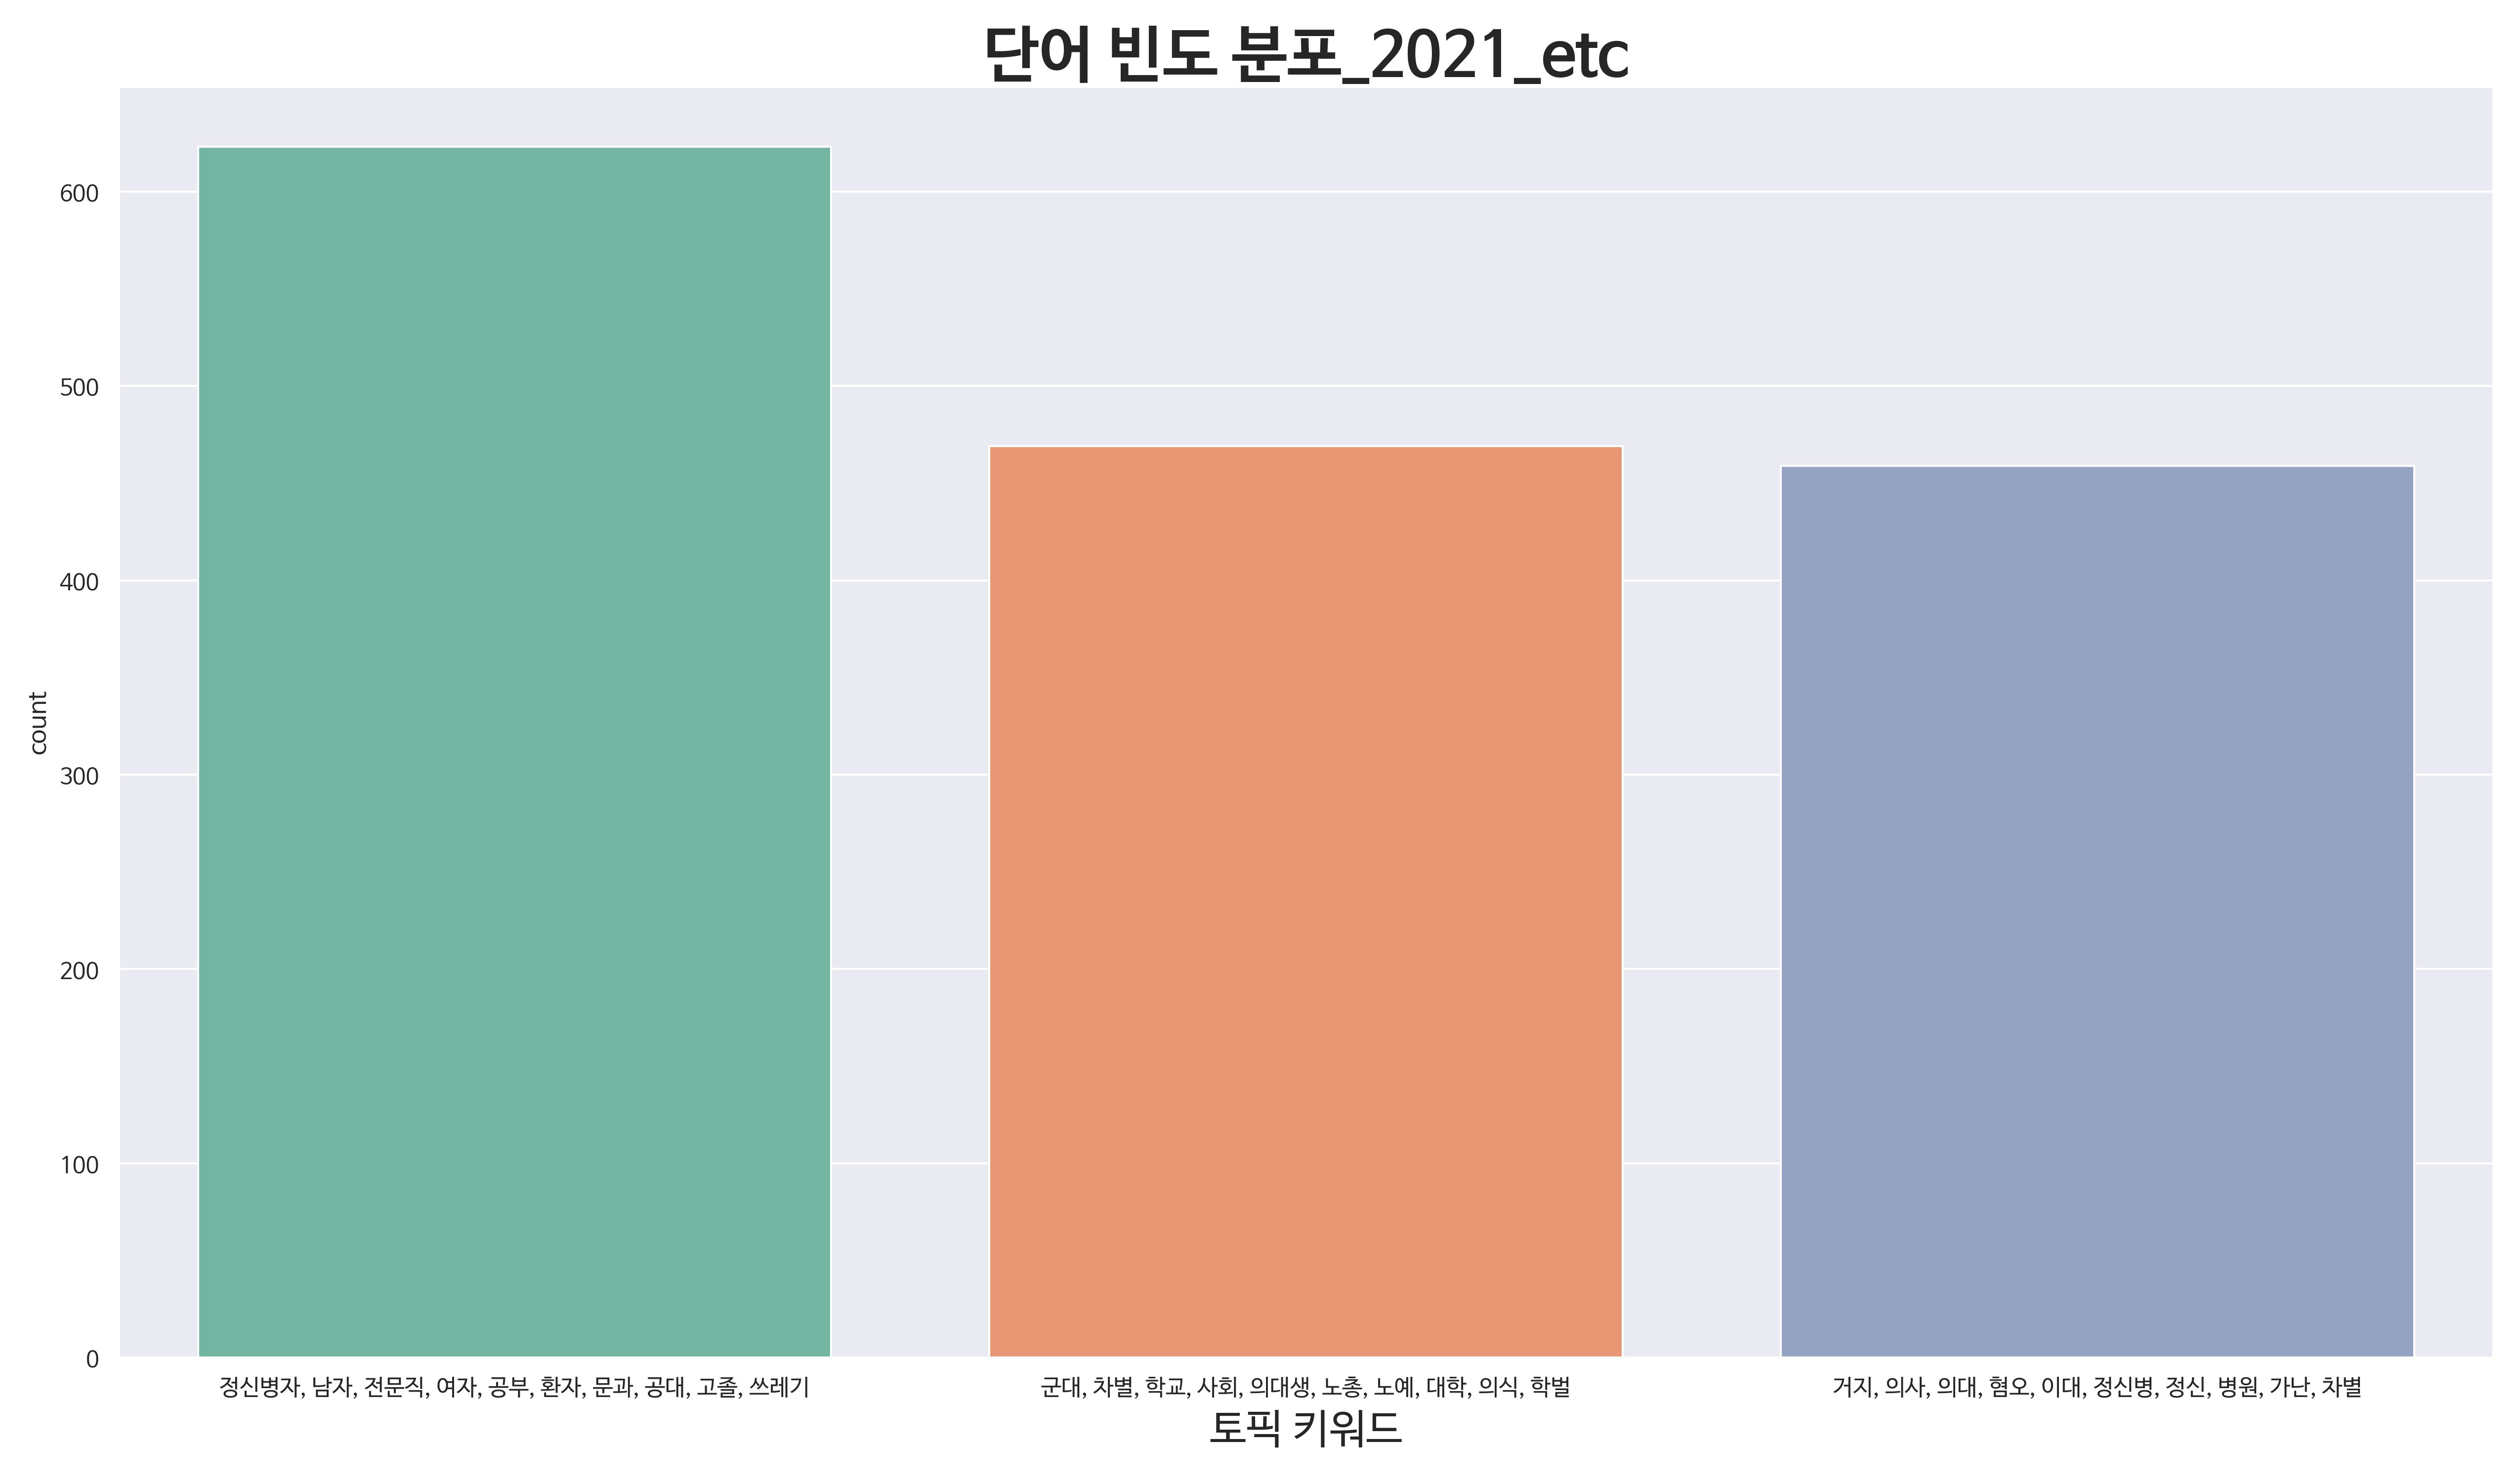 단어 빈도 분포_2021_etc
600
500
400
300
200
100
0
count
정신병자, 남자, 전문직, 여자, 공부, 환자, 문과, 공대, 고졸, 쓰레기
군대, 차별, 학교, 사회, 의대생, 노총, 노예, 대학, 의식, 학벌
거지, 의사, 의대, 혐오, 이대, 정신병, 정신, 병원, 가난, 차별
토픽 키워드